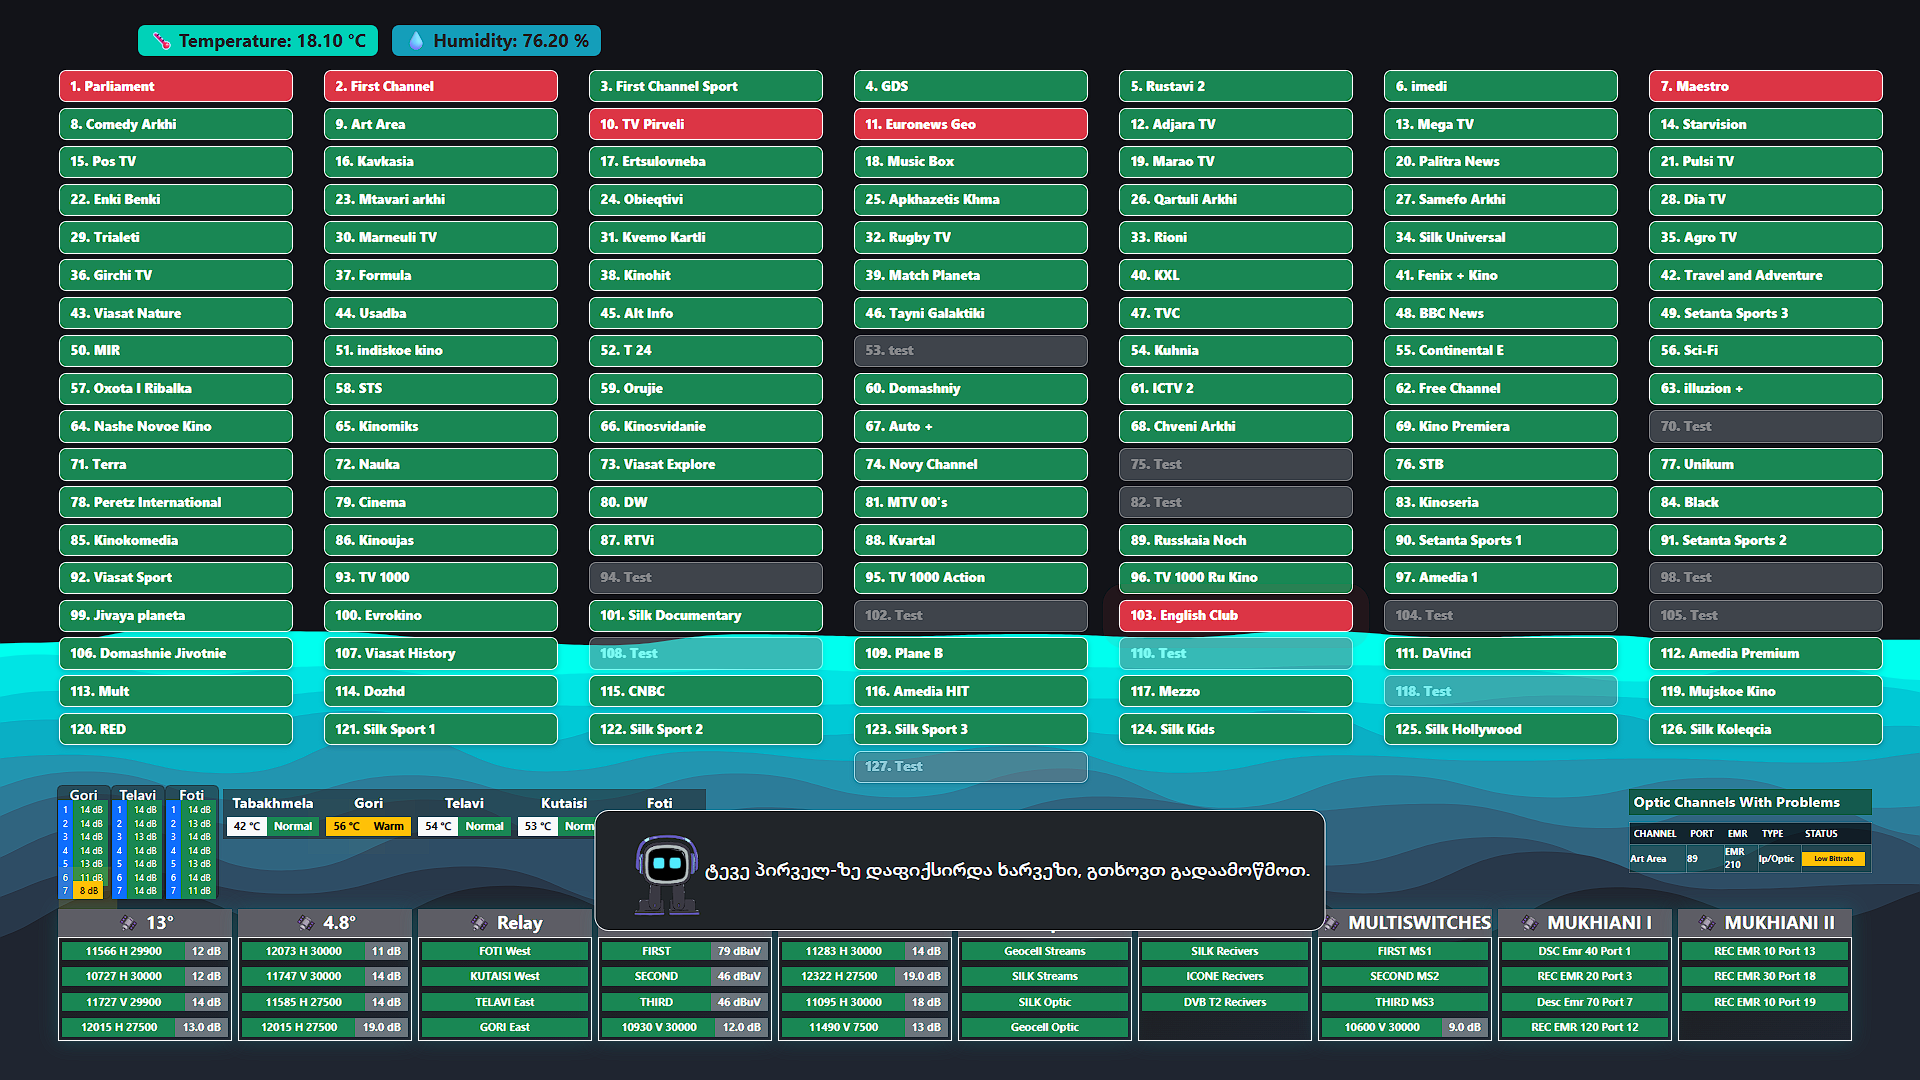 Temperature: 18.10 °C Humidity: 76.20 %
1. Parliament 2. First Channel 3. First Channel Sport 4. GDS 5. Rustavi 2 6. imedi 7. Maestro
8. Comedy Arkhi 9. Art Area 10. TV Pirveli 11. Euronews Geo 12. Adjara TV 13. Mega TV 14. Starvision
15. Pos TV 16. Kavkasia 17. Ertsulovneba 18. Music Box 19. Marao TV 20. Palitra News 21. Pulsi TV
22. Enki Benki 23. Mtavari arkhi 24. Obieqtivi 25. Apkhazetis Khma 26. Qartuli Arkhi 27. Samefo Arkhi 28. Dia TV
29. Trialeti 30. Marneuli TV 31. Kvemo Kartli 32. Rugby TV 33. Rioni 34. Silk Universal 35. Agro TV
36. Girchi TV 37. Formula 38. Kinohit 39. Match Planeta 40. KXL 41. Fenix + Kino 42. Travel and Adventure
43. Viasat Nature 44. Usadba 45. Alt Info 46. Tayni Galaktiki 47. TVC 48. BBC News 49. Setanta Sports 3
50. MIR 51. indiskoe kino 52. T 24 53. test 54. Kuhnia 55. Continental E 56. Sci-Fi
57. Oxota I Ribalka 58. STS 59. Orujie 60. Domashniy 61. ICTV 2 62. Free Channel 63. illuzion +
64. Nashe Novoe Kino 65. Kinomiks 66. Kinosvidanie 67. Auto + 68. Chveni Arkhi 69. Kino Premiera 70. Test
71. Terra 72. Nauka 73. Viasat Explore 74. Novy Channel 75. Test 76. STB 77. Unikum
78. Peretz International 79. Cinema 80. DW 81. MTV 00's 82. Test 83. Kinoseria 84. Black
85. Kinokomedia 86. Kinoujas 87. RTVi 88. Kvartal 89. Russkaia Noch 90. Setanta Sports 1 91. Setanta Sports 2
92. Viasat Sport 93. TV 1000 94. Test 95. TV 1000 Action 96. TV 1000 Ru Kino 97. Amedia 1 98. Test
99. Jivaya planeta 100. Evrokino 101. Silk Documentary 102. Test 103. English Club 104. Test 105. Test
106. Domashnie Jivotnie 107. Viasat History 108. Test 109. Plane B 110. Test 111. DaVinci 112. Amedia Premium
113. Mult 114. Dozhd 115. CNBC 116. Amedia HIT 117. Mezzo 118. Test 119. Mujskoe Kino
120. RED 121. Silk Sport 1 122. Silk Sport 2 123. Silk Sport 3 124. Silk Kids 125. Silk Hollywood 126. Silk Koleqcia
127. Test
Gori Telavi Foti
1 14 dB 1 14 dB 1 14 dB
2 14 dB 2 14 dB 2 13 dB
3 14 dB 3 13 dB 3 14 dB
4 14 dB 4 14 dB 4 14 dB
5 13 dB 5 13 dB 5 13 dB
6 11 dB 6 14 dB 6 14 dB
7 8 dB 7 14 dB 7 11 dB
Tabakhmela Gori Telavi Kutaisi Foti
42 °C Normal 56 °C Warm 54 °C Normal 53 °C Norm
ტევე პირველ-ზე დაფიქსირდა ხარვეზი, გთხოვთ გადაამოწმოთ.
Optic Channels With Problems
CHANNEL PORT EMR TYPE STATUS
Art Area 89 EMR 210 Ip/Optic Low Bittrate
13° 4.8° Relay MULTISWITCHES MUKHIANI I MUKHIANI II
11566 H 29900 12 dB 12073 H 30000 11 dB FOTI West FIRST 79 dBuV 11283 H 30000 14 dB Geocell Streams SILK Recivers FIRST MS1 DSC Emr 40 Port 1 REC EMR 10 Port 13
10727 H 30000 12 dB 11747 V 30000 14 dB KUTAISI West SECOND 46 dBuV 12322 H 27500 19.0 dB SILK Streams ICONE Recivers SECOND MS2 REC EMR 20 Port 3 REC EMR 30 Port 18
11727 V 29900 14 dB 11585 H 27500 14 dB TELAVI East THIRD 46 dBuV 11095 H 30000 18 dB SILK Optic DVB T2 Recivers THIRD MS3 Desc Emr 70 Port 7 REC EMR 10 Port 19
12015 H 27500 13.0 dB 12015 H 27500 19.0 dB GORI East 10930 V 30000 12.0 dB 11490 V 7500 13 dB Geocell Optic 10600 V 30000 9.0 dB REC EMR 120 Port 12